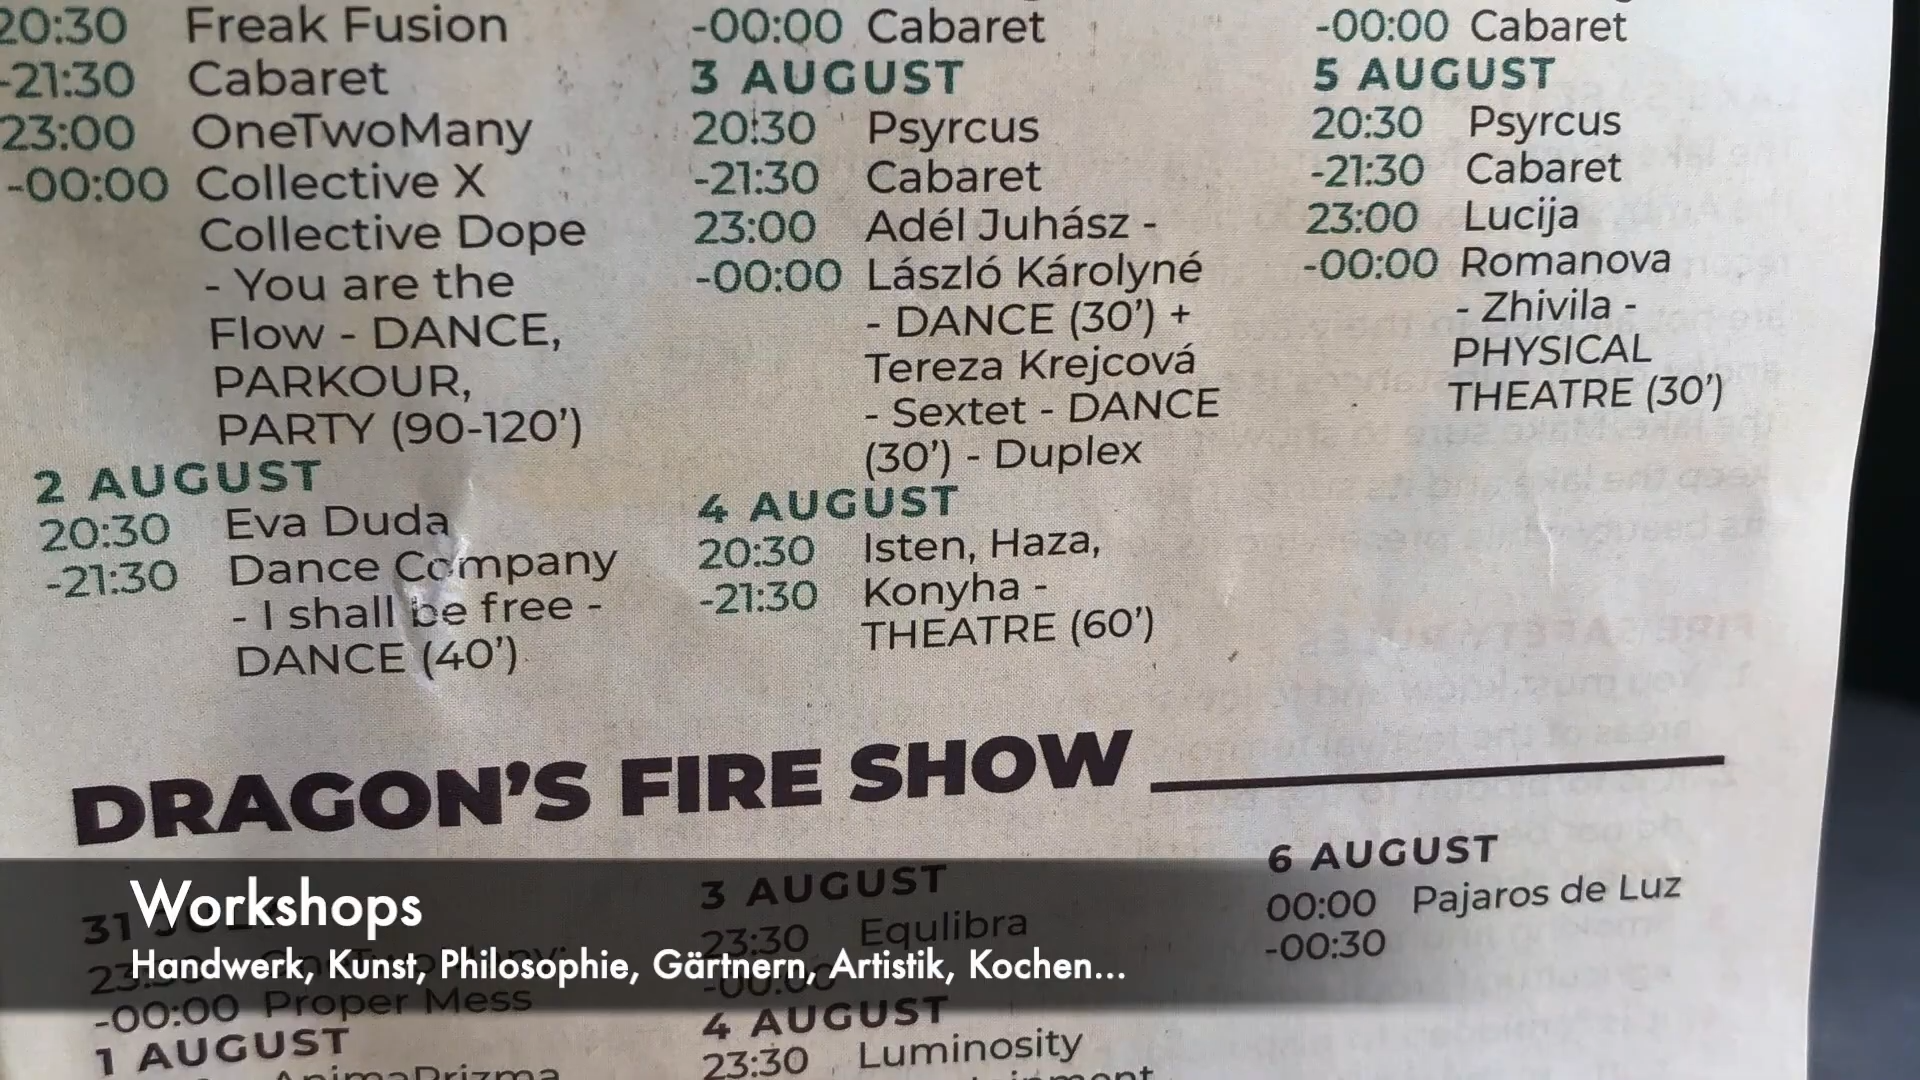 20:30 Freak Fusion
-21:30 Cabaret
23:00 OneTwoMany
-00:00 Collective X
Collective Dope
- You are the
Flow - DANCE,
PARKOUR,
PARTY (90-120’)
2 AUGUST
20:30 Eva Duda
-21:30 Dance Company
- I shall be free -
DANCE (40’)
-00:00 Cabaret
3 AUGUST
20:30 Psyrcus
-21:30 Cabaret
23:00 Adél Juhász -
-00:00 László Károlyné
- DANCE (30’) +
Tereza Krejcová
- Sextet - DANCE
(30’) - Duplex
4 AUGUST
20:30 Isten, Haza,
-21:30 Konyha -
THEATRE (60’)
-00:00 Cabaret
5 AUGUST
20:30 Psyrcus
-21:30 Cabaret
23:00 Lucija
-00:00 Romanova
- Zhivila -
PHYSICAL
THEATRE (30’)
DRAGON’S FIRE SHOW
31
23:30 OneTwoMany
-00:00 Proper Mess
1 AUGUST
AnimaPrizma
3 AUGUST
23:30 Equlibra
-00:00
4 AUGUST
23:30 Luminosity
6 AUGUST
00:00 Pajaros de Luz
-00:30
Workshops
Handwerk, Kunst, Philosophie, Gärtnern, Artistik, Kochen...